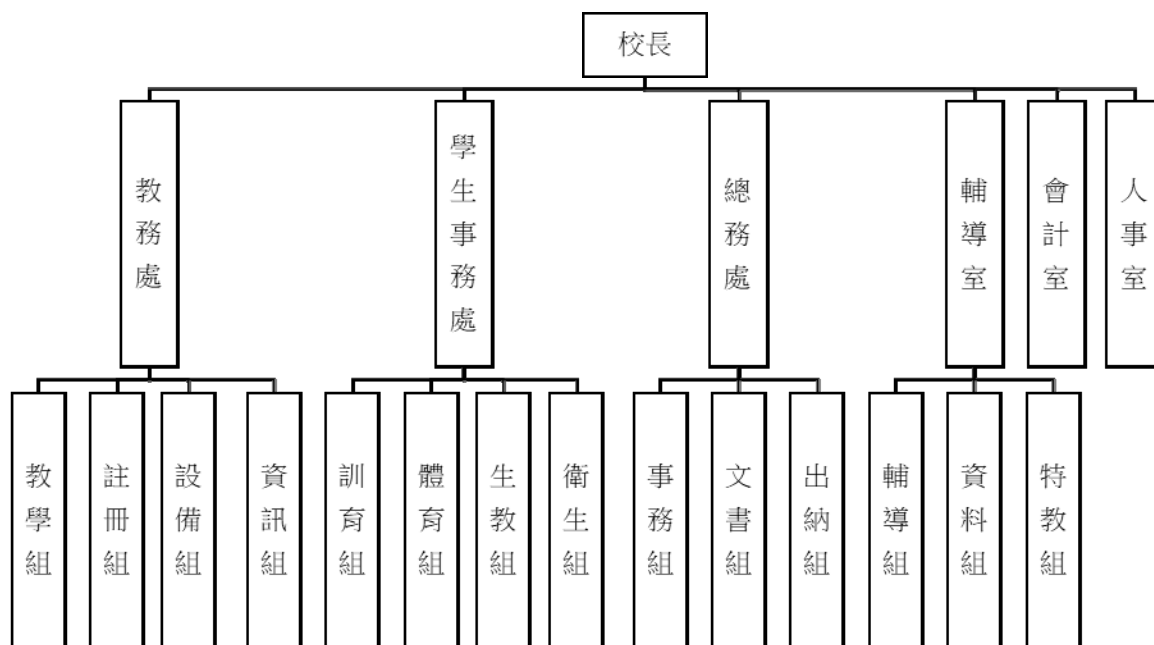 校長
教務處
學生事務處
總務處
輔導室
會計室
人事室
教學組
註冊組
設備組
資訊組
訓育組
體育組
生教組
衛生組
事務組
文書組
出納組
輔導組
資料組
特教組